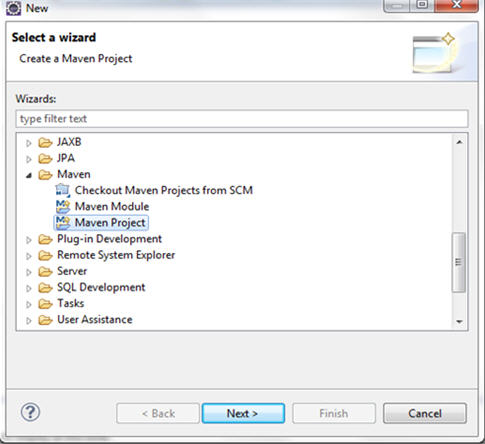 New
Select a wizard
Create a Maven Project
Wizards:
type filter text
JAXB
JPA
Maven
Checkout Maven Projects from SCM
Maven Module
Maven Project
Plug-in Development
Remote System Explorer
Server
SQL Development
Tasks
User Assistance
? < Back Next > Finish Cancel